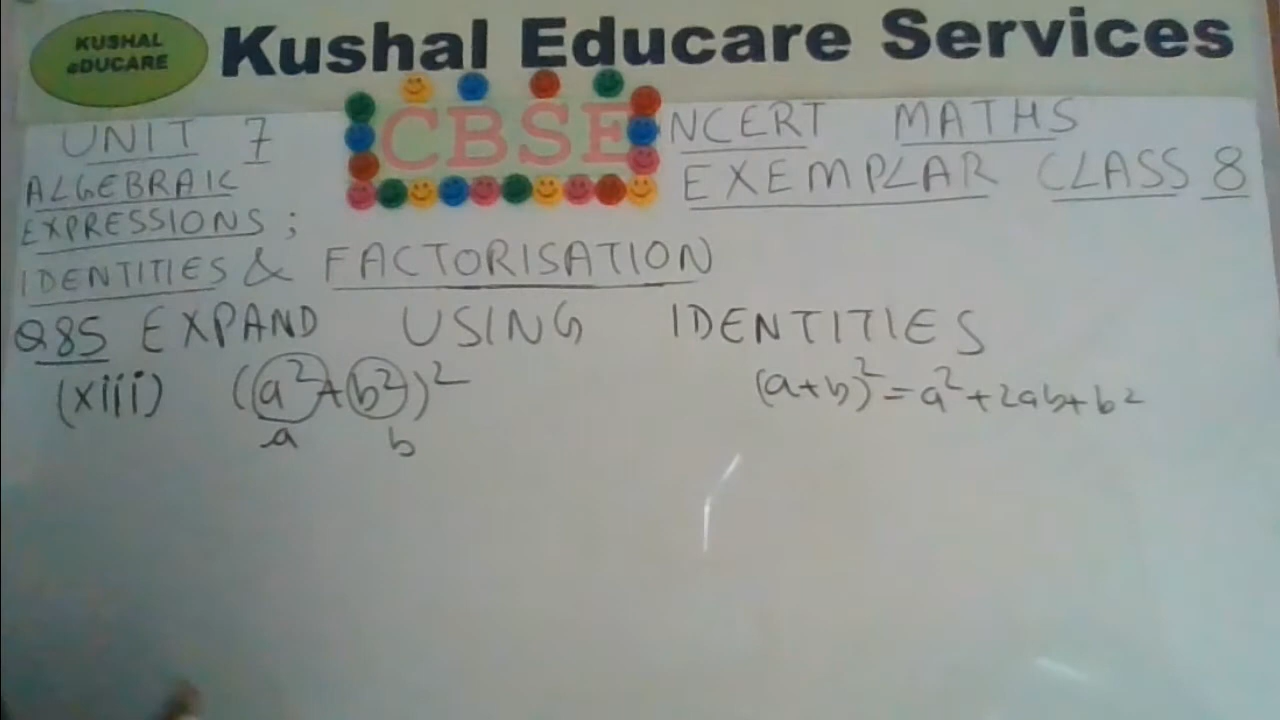 KUSHAL
eDUCARE
Kushal Educare Services
UNIT 7
CBSE
NCERT MATHS
ALGEBRAIC
EXEMPLAR CLASS 8
EXPRESSIONS ;
IDENTITIES & FACTORISATION
Q85 EXPAND USING IDENTITIES
(xiii) (a²+b²)²
(a+b)²=a²+2ab+b²
a b